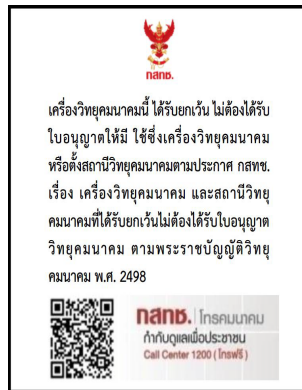 กสทช.
เครื่องวิทยุคมนาคมนี้ ได้รับยกเว้น ไม่ต้องได้รับ
ใบอนุญาตให้มี ใช้ซึ่งเครื่องวิทยุคมนาคม
หรือตั้งสถานีวิทยุคมนาคมตามประกาศ กสทช.
เรื่อง เครื่องวิทยุคมนาคม และสถานีวิทยุ
คมนาคมที่ได้รับยกเว้นไม่ต้องได้รับใบอนุญาต
วิทยุคมนาคม ตามพระราชบัญญัติวิทยุ
คมนาคม พ.ศ. 2498
กสทช. | โทรคมนาคม
กำกับดูแลเพื่อประชาชน
Call Center 1200 ( โทรฟรี )